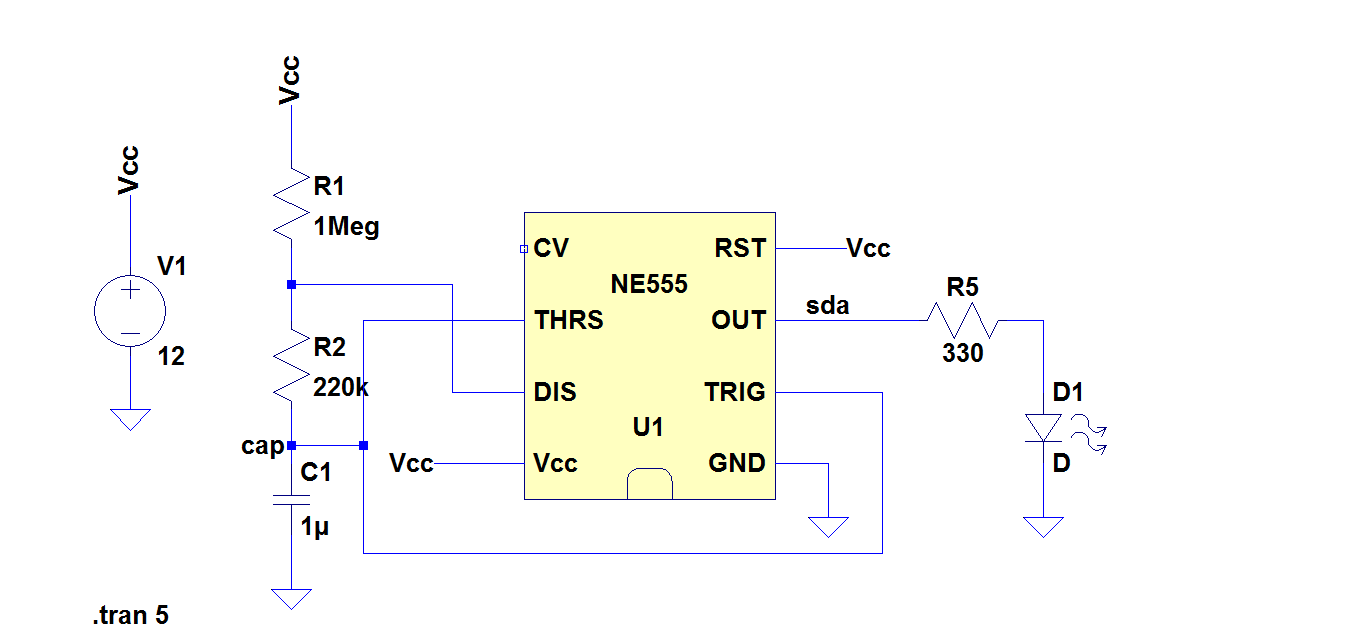 Vcc
Vcc
V1
12
R1
1Meg
R2
220k
cap
C1
1µ
.tran 5
CV
THRS
DIS
Vcc
Vcc
NE555
U1
RST
Vcc
OUT
sda
TRIG
GND
R5
330
D1
D